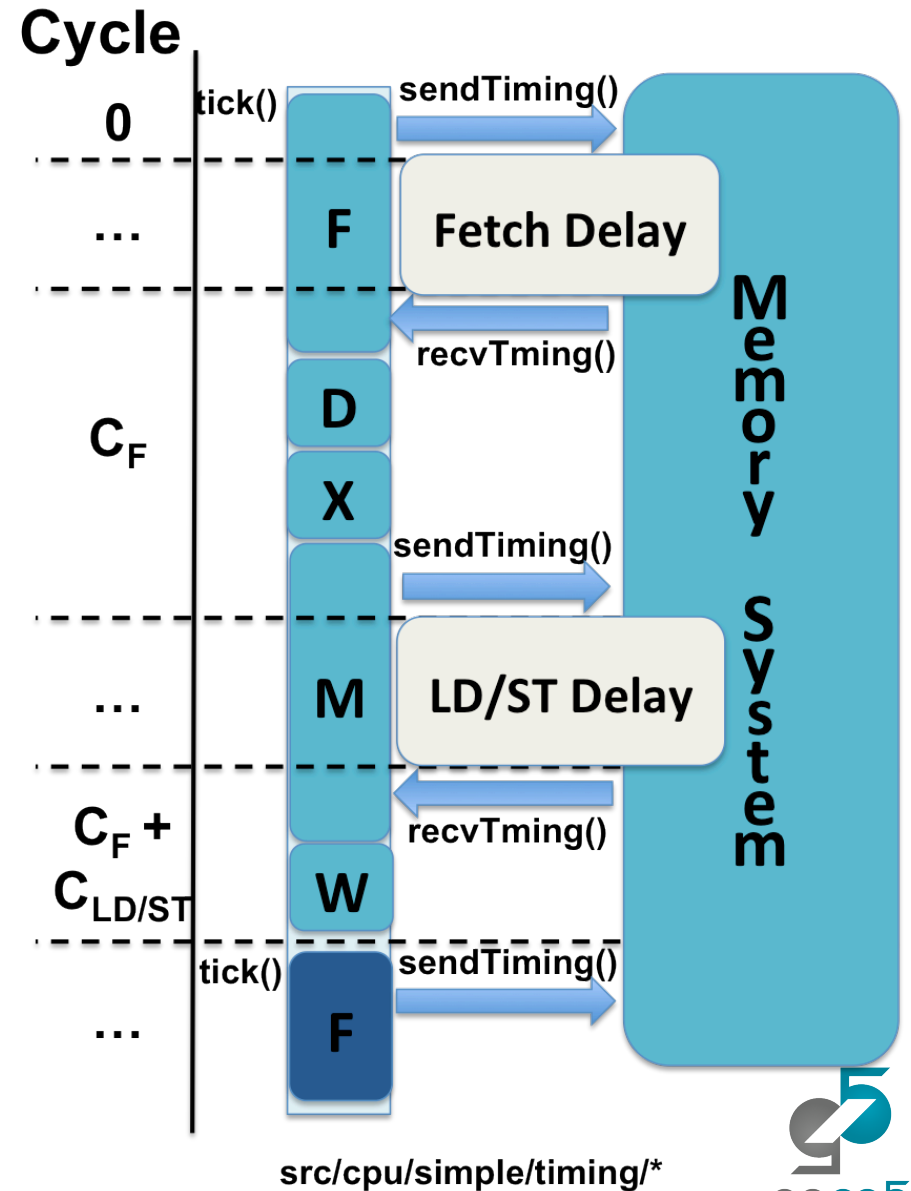 Cycle
0
tick()
sendTiming()
...
F
Fetch Delay
recvTming()
CF
D
X
sendTiming()
Memory System
...
M
LD/ST Delay
CF +
CLD/ST
recvTming()
W
tick()
sendTiming()
...
F
src/cpu/simple/timing/*